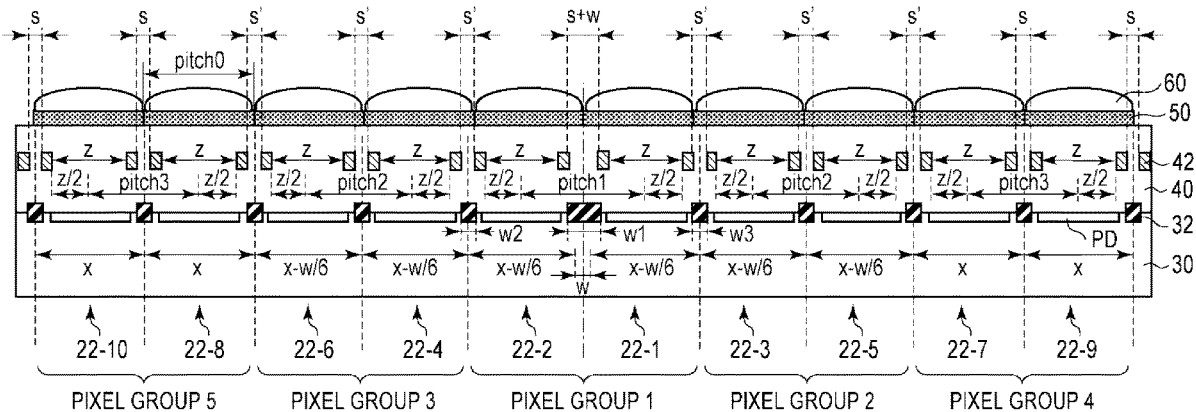 s s s' s' s' s+w s' s' s' s s
pitch0
60
50
z z z z z z z z z z
42
z/2 pitch3 z/2 z/2 pitch2 z/2 z/2 pitch1 z/2 z/2 pitch2 z/2 z/2 pitch3 z/2
40
32
w2 w1 w3 PD
x x x-w/6 x-w/6 x-w/6 x-w/6 x-w/6 x-w/6 x x
30
w
22-10 22-8 22-6 22-4 22-2 22-1 22-3 22-5 22-7 22-9
PIXEL GROUP 5 PIXEL GROUP 3 PIXEL GROUP 1 PIXEL GROUP 2 PIXEL GROUP 4